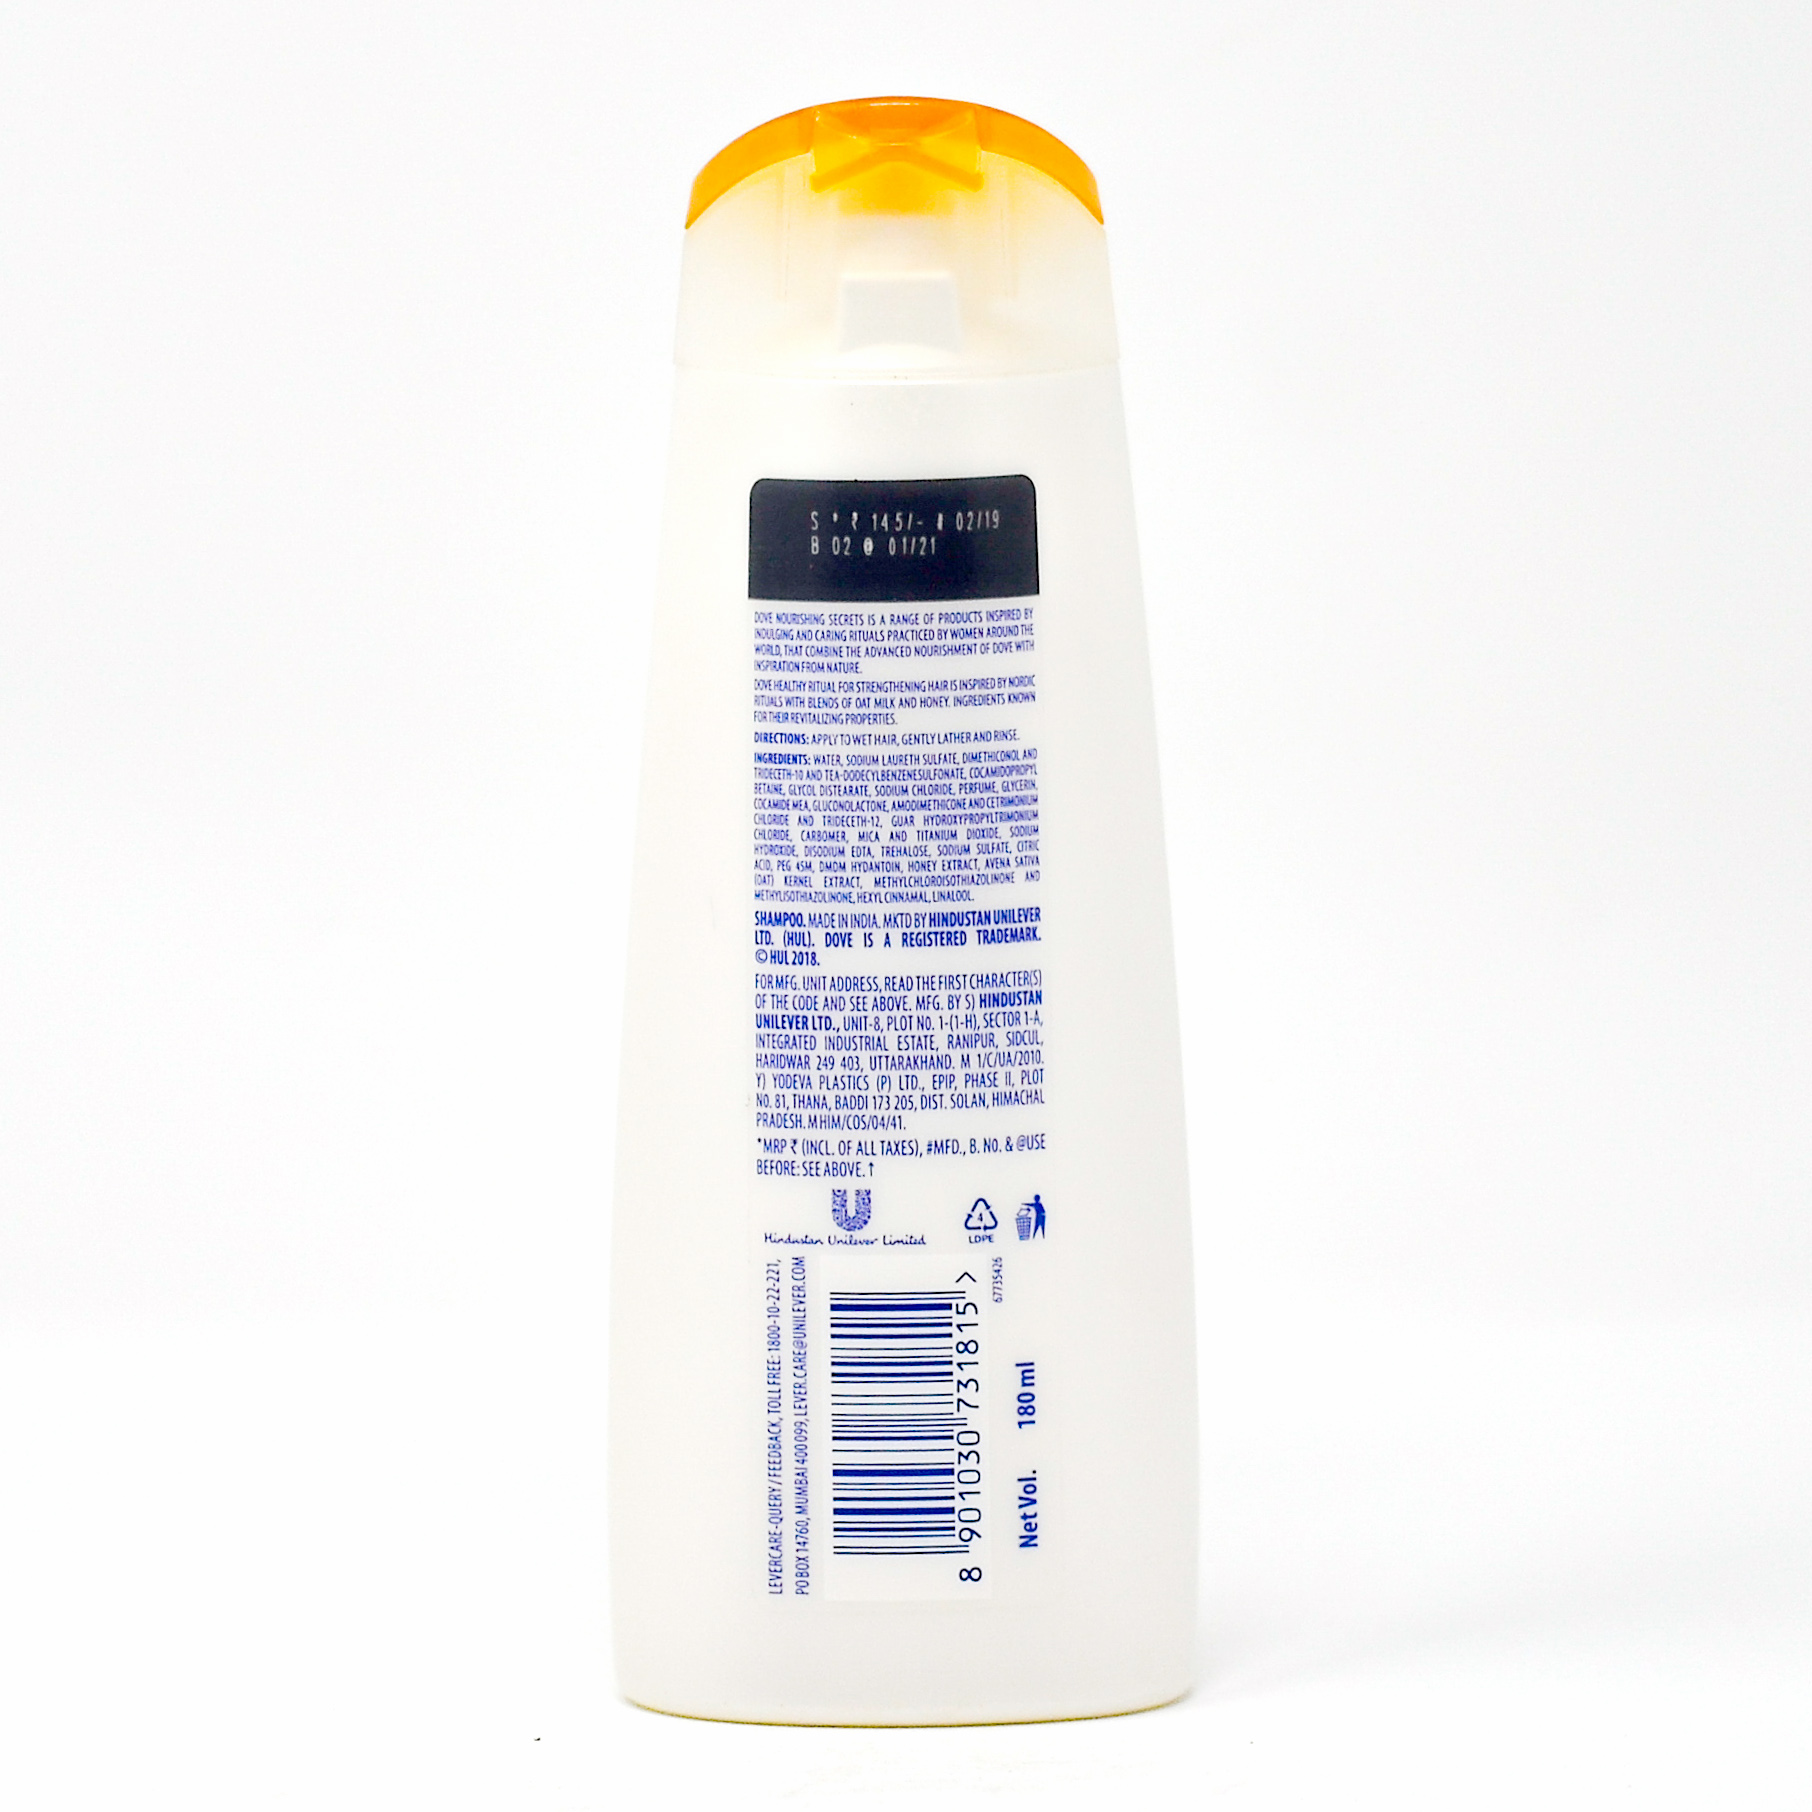 S * ₹ 145/- # 02/19
B 02 @ 01/21
DOVE NOURISHING SECRETS IS A RANGE OF PRODUCTS INSPIRED BY
INDULGING AND CARING RITUALS PRACTICED BY WOMEN AROUND THE
WORLD, THAT COMBINE THE ADVANCED NOURISHMENT OF DOVE WITH
INSPIRATION FROM NATURE.
DOVE HEALTHY RITUAL FOR STRENGTHENING HAIR IS INSPIRED BY NORDIC
RITUALS WITH BLENDS OF OAT MILK AND HONEY. INGREDIENTS KNOWN
FOR THEIR REVITALIZING PROPERTIES.
DIRECTIONS: APPLY TO WET HAIR, GENTLY LATHER AND RINSE.
INGREDIENTS: WATER, SODIUM LAURETH SULFATE, DIMETHICONOL AND
TRIDECETH-10 AND TEA-DODECYLBENZENESULFONATE, COCAMIDOPROPYL
BETAINE, GLYCOL DISTEARATE, SODIUM CHLORIDE, PERFUME, GLYCERIN,
COCAMIDE MEA, GLUCONOLACTONE, AMODIMETHICONE AND CETRIMONIUM
CHLORIDE AND TRIDECETH-12, GUAR HYDROXYPROPYLTRIMONIUM
CHLORIDE, CARBOMER, MICA AND TITANIUM DIOXIDE, SODIUM
HYDROXIDE, DISODIUM EDTA, TREHALOSE, SODIUM SULFATE, CITRIC
ACID, PEG 45M, DMDM HYDANTOIN, HONEY EXTRACT, AVENA SATIVA
(OAT) KERNEL EXTRACT, METHYLCHLOROISOTHIAZOLINONE AND
METHYLISOTHIAZOLINONE, HEXYL CINNAMAL, LINALOOL.
SHAMPOO. MADE IN INDIA. MKTD BY HINDUSTAN UNILEVER
LTD. (HUL). DOVE IS A REGISTERED TRADEMARK.
© HUL 2018.
FOR MFG. UNIT ADDRESS, READ THE FIRST CHARACTER(S)
OF THE CODE AND SEE ABOVE. MFG. BY S) HINDUSTAN
UNILEVER LTD., UNIT-8, PLOT NO. 1-(1-H), SECTOR 1-A,
INTEGRATED INDUSTRIAL ESTATE, RANIPUR, SIDCUL,
HARIDWAR 249 403, UTTARAKHAND. M 1/C/UA/2010.
Y) YODEVA PLASTICS (P) LTD., EPIP, PHASE II, PLOT
NO. 81, THANA, BADDI 173 205, DIST. SOLAN, HIMACHAL
PRADESH. M HIM/COS/04/41.
*MRP ₹ (INCL. OF ALL TAXES), #MFD., B. NO. & @USE
BEFORE: SEE ABOVE. ↑
Hindustan Unilever Limited
4
LDPE
LEVERCARE-QUERY / FEEDBACK, TOLL FREE: 1800-10-22-221,
PO BOX 14760, MUMBAI 400 099, LEVER.CARE@UNILEVER.COM
8 901030 731815 >
67735426
Net Vol. 180 ml